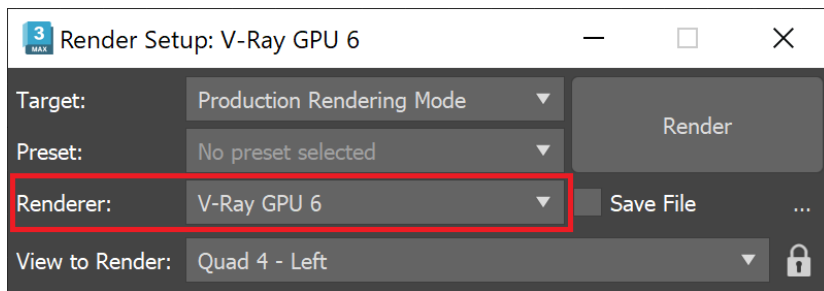 3 MAX Render Setup: V-Ray GPU 6
Target: Production Rendering Mode
Render
Preset: No preset selected
Renderer: V-Ray GPU 6 Save File ...
View to Render: Quad 4 - Left